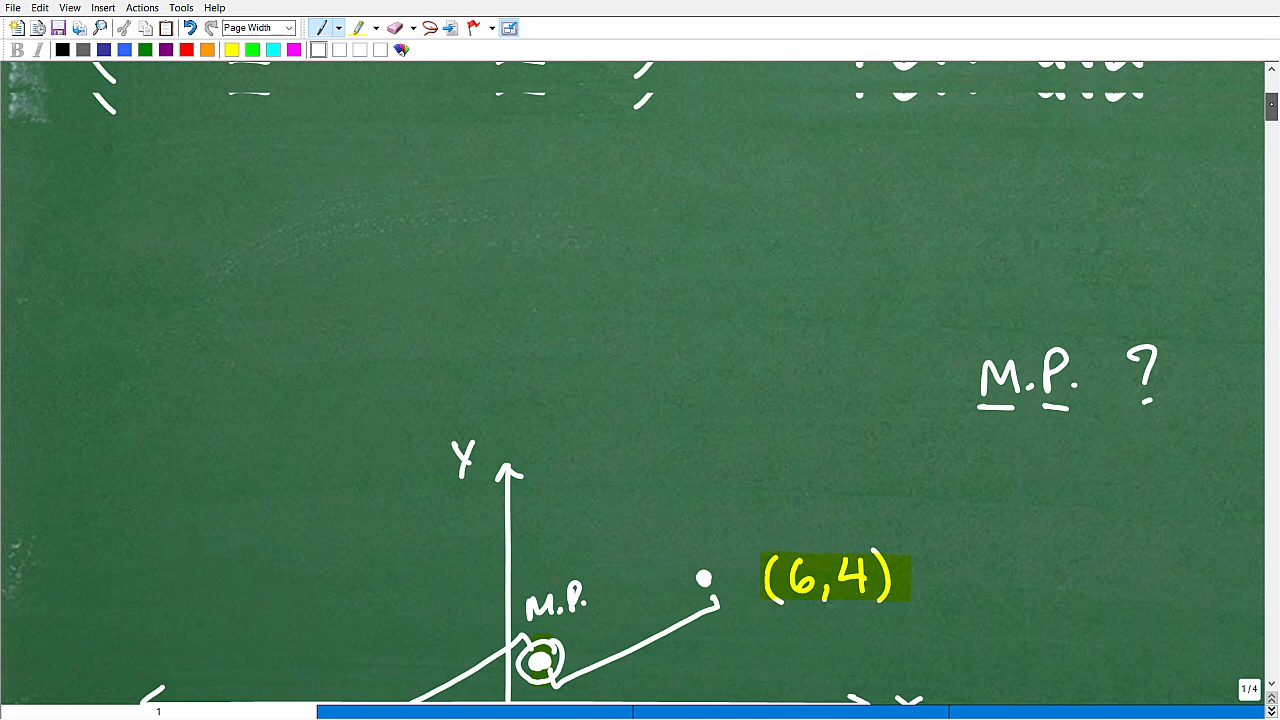 File Edit View Insert Actions Tools Help
Page Width
B I
M.P. ?
Y
(6,4)
M.P.
X
1/4
1